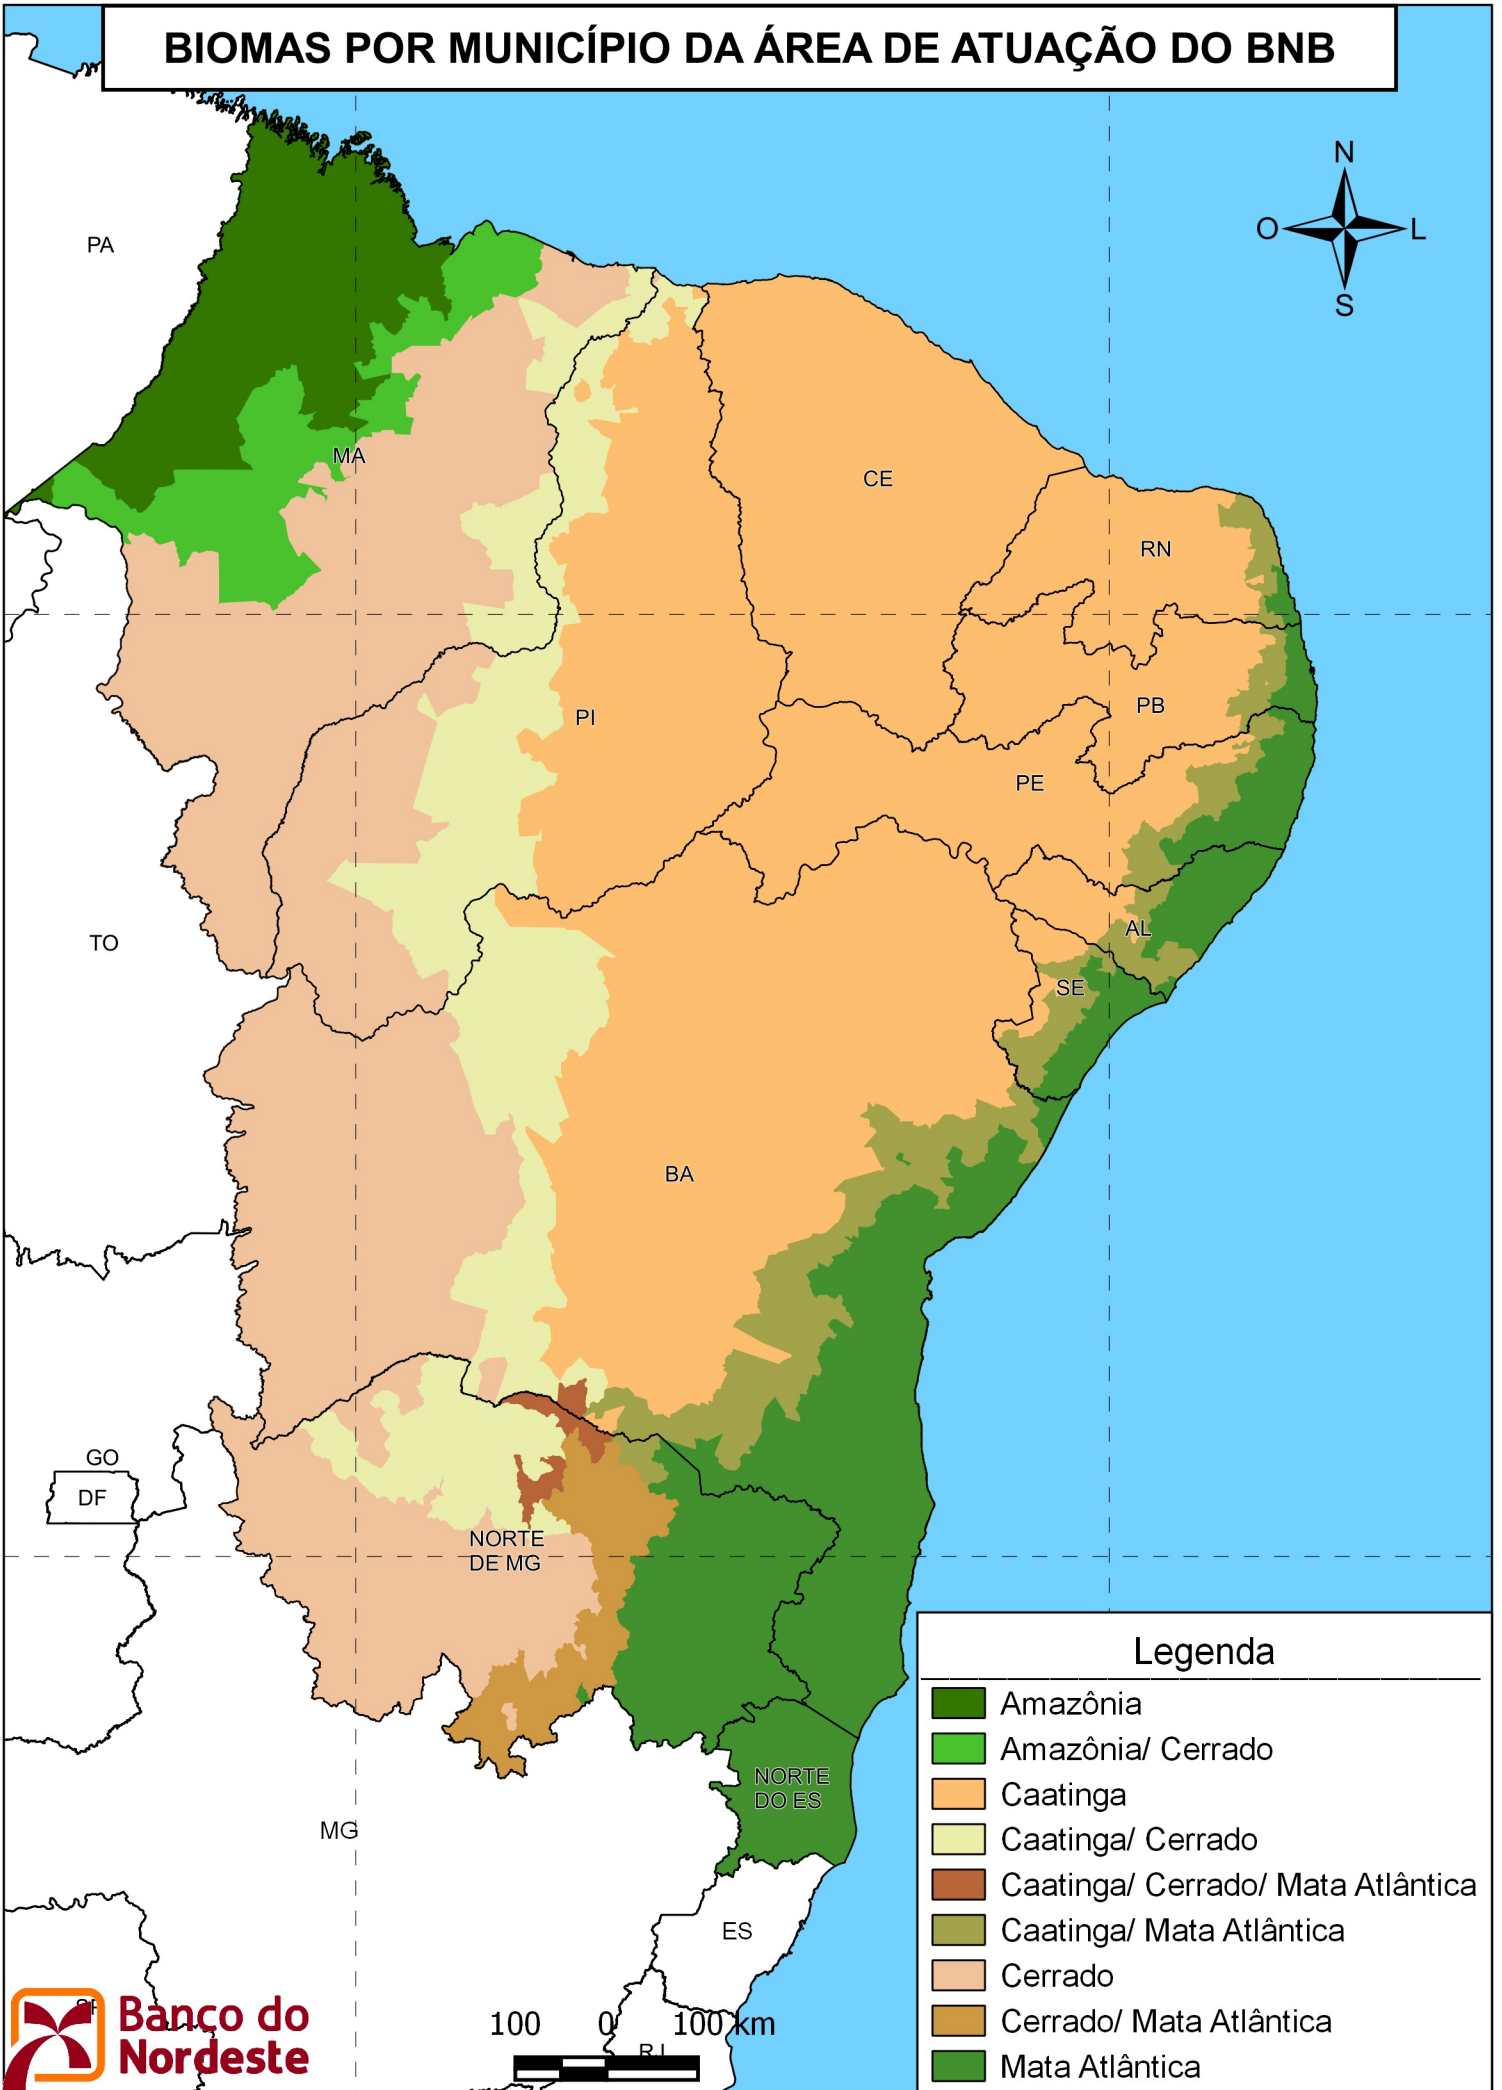 BIOMAS POR MUNICÍPIO DA ÁREA DE ATUAÇÃO DO BNB
N
O
L
S
PA
MA
CE
RN
PI
PB
PE
TO
AL
SE
BA
GO
DF
NORTE
DE MG
NORTE
DO ES
MG
ES
SP
RJ
Legenda
Amazônia
Amazônia/ Cerrado
Caatinga
Caatinga/ Cerrado
Caatinga/ Cerrado/ Mata Atlântica
Caatinga/ Mata Atlântica
Cerrado
Cerrado/ Mata Atlântica
Mata Atlântica
Banco do
Nordeste
100 0 100 km